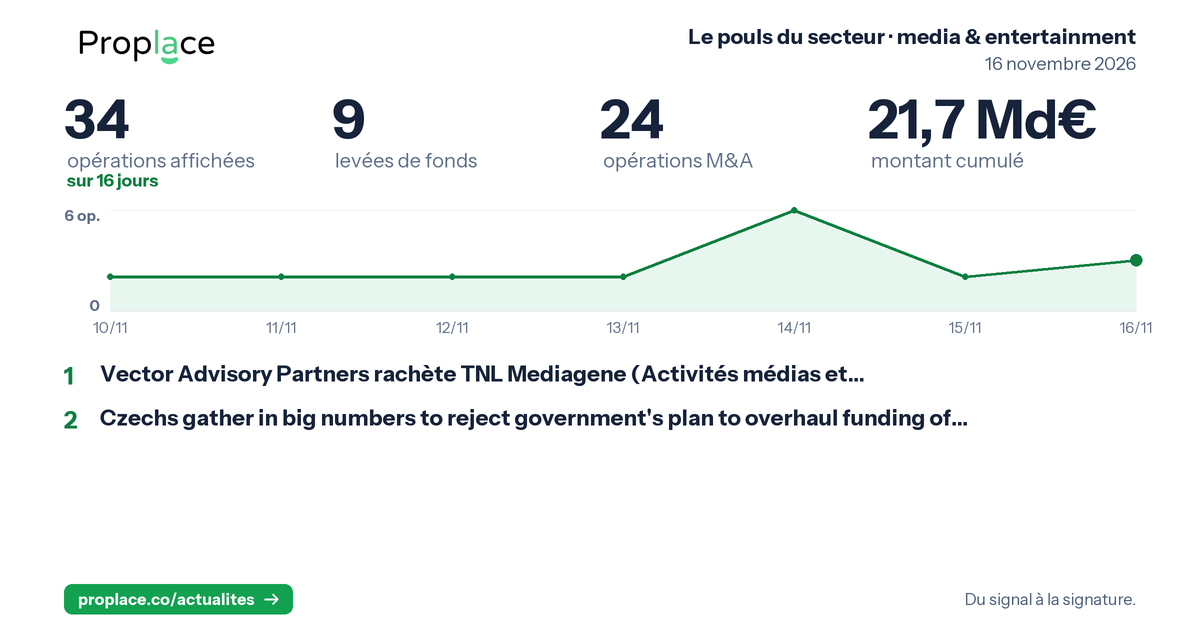 Proplace
Le pouls du secteur · media & entertainment
16 novembre 2026
34
opérations affichées
sur 16 jours
9
levées de fonds
24
opérations M&A
21,7 Md€
montant cumulé
6 op.
0
10/11 11/11 12/11 13/11 14/11 15/11 16/11
1 Vector Advisory Partners rachète TNL Mediagene (Activités médias et...
2 Czechs gather in big numbers to reject government's plan to overhaul funding of...
proplace.co/actualites →
Du signal à la signature.